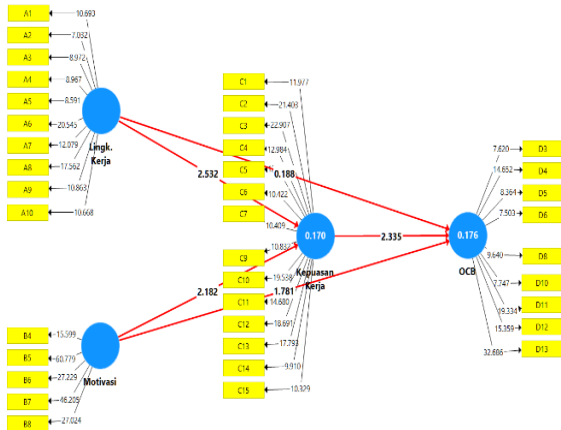 A1
10.693
A2
7.032
A3
8.972
A4
8.967
A5
8.591
A6
20.545
A7
12.079
A8
17.562
A9
10.863
A10
10.668
Lingk.
Kerja
B4
15.599
B5
60.779
B6
27.229
B7
46.205
B8
27.024
Motivasi
2.532
0.188
2.182
1.781
2.335
C1
11.977
C2
21.403
C3
22.907
C4
12.984
C5
C6
10.422
C7
10.409
C9
10.832
C10
19.538
C11
14.680
C12
18.691
C13
17.793
C14
9.910
C15
10.329
0.170
Kepuasan
Kerja
0.176
OCB
7.620
D3
14.652
D4
8.364
D5
7.503
D6
9.640
D8
7.747
D10
19.334
D11
15.359
D12
32.686
D13